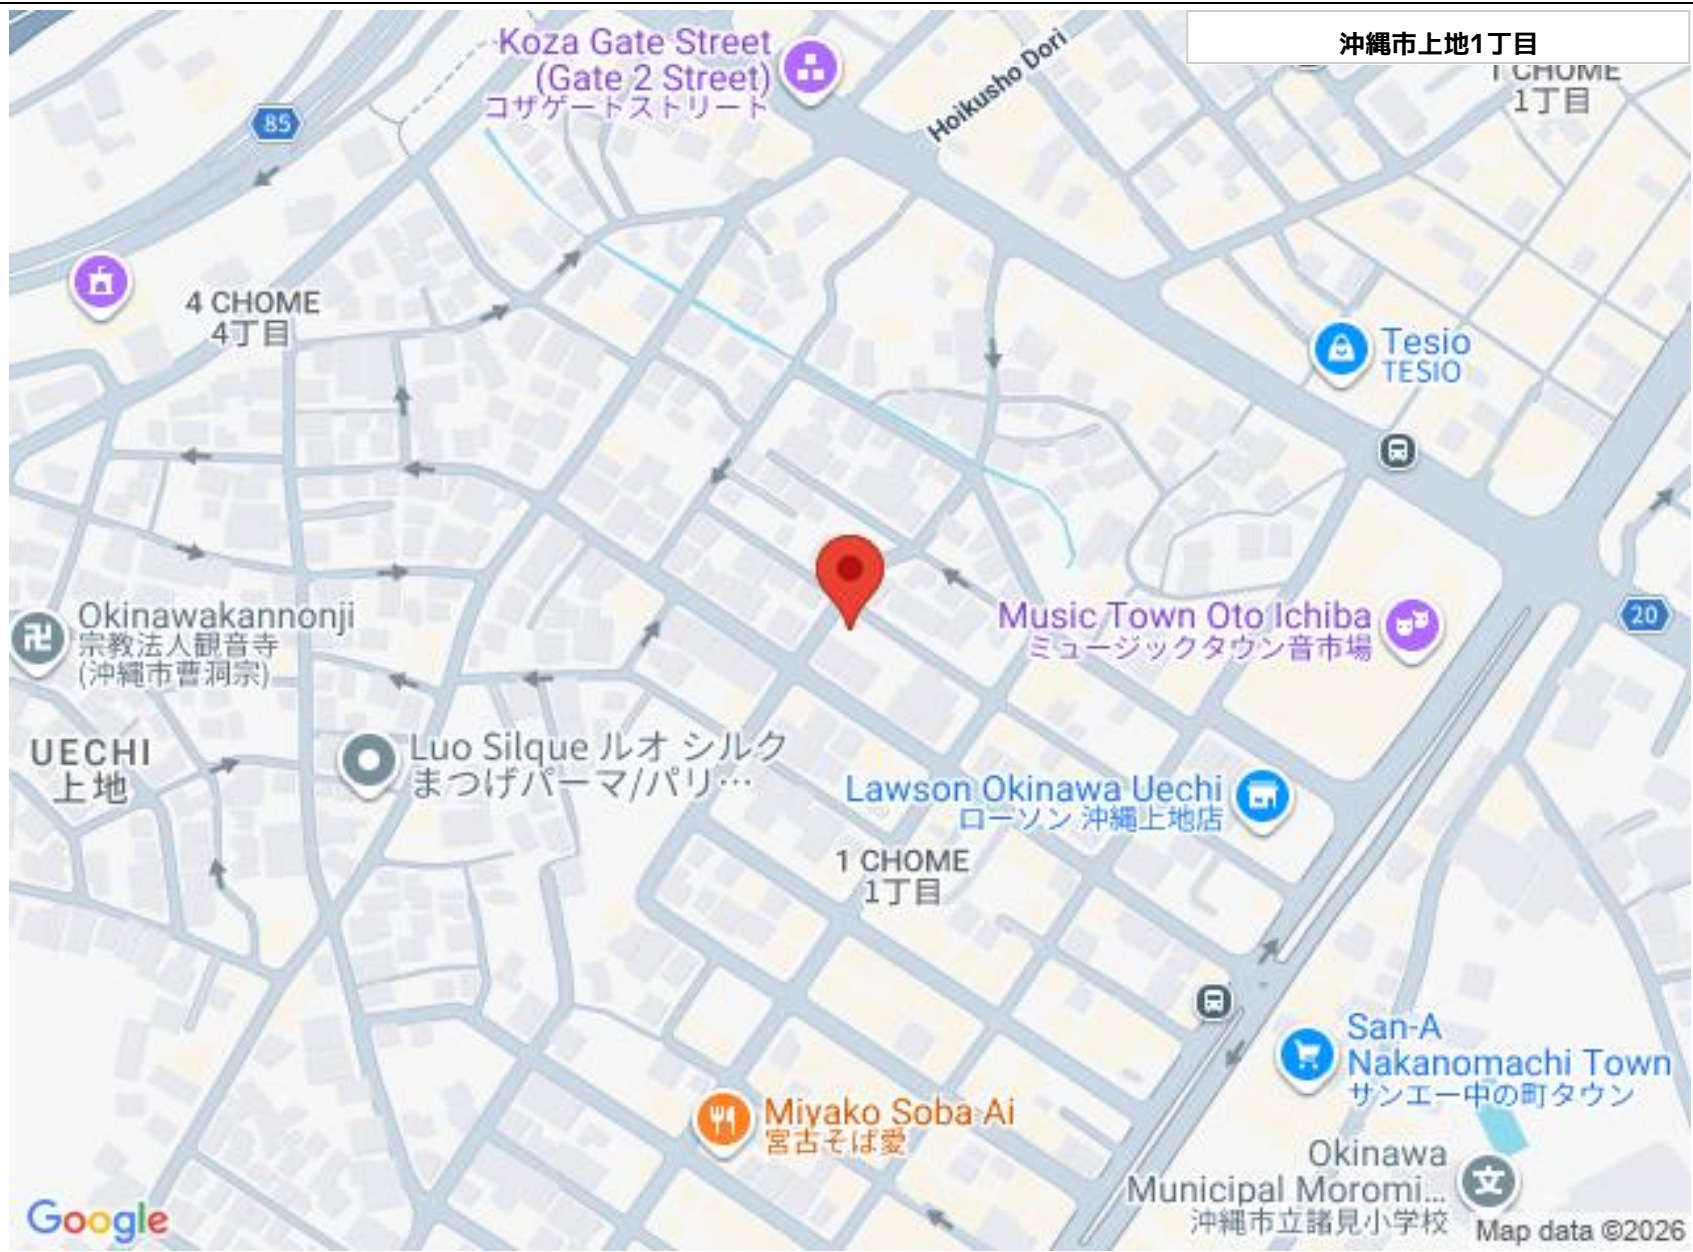 沖縄市上地1丁目
Koza Gate Street
(Gate 2 Street)
コザゲートストリート
Hoikusho Dori
1 CHOME
1丁目
85
4 CHOME
4丁目
Tesio
TESIO
Okinawakannonji
宗教法人観音寺
(沖縄市曹洞宗)
Music Town Oto Ichiba
ミュージックタウン音市場
20
UECHI
上地
Luo Silque ルオ シルク
まつげパーマ/パリ…
Lawson Okinawa Uechi
ローソン 沖縄上地店
1 CHOME
1丁目
San-A
Nakanomachi Town
サンエー中の町タウン
Miyako Soba Ai
宮古そば愛
Okinawa
Municipal Moromi...
沖縄市立諸見小学校
Google
Map data ©2026